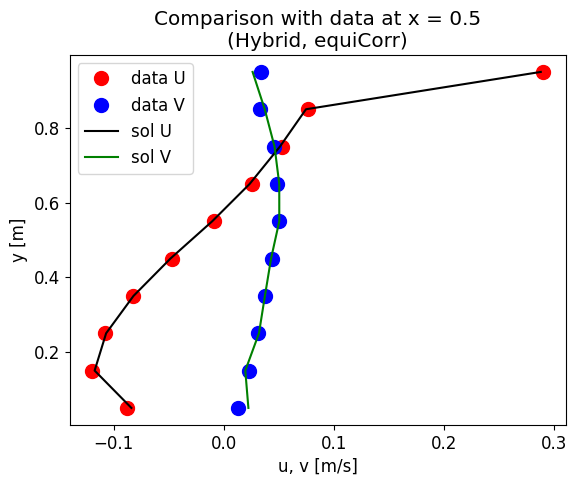 Comparison with data at x = 0.5
(Hybrid, equiCorr)
data U
data V
sol U
sol V
y [m]
0.8
0.6
0.4
0.2
−0.1
0.0
0.1
0.2
0.3
u, v [m/s]